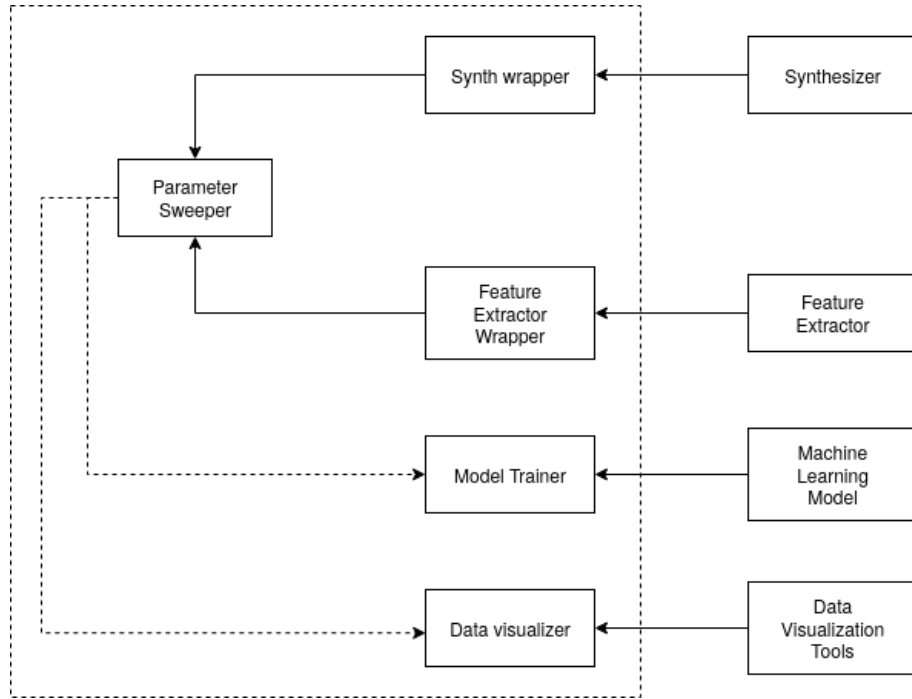 Synth wrapper
Synthesizer
Parameter
Sweeper
Feature
Extractor
Wrapper
Feature
Extractor
Model Trainer
Machine
Learning
Model
Data visualizer
Data
Visualization
Tools